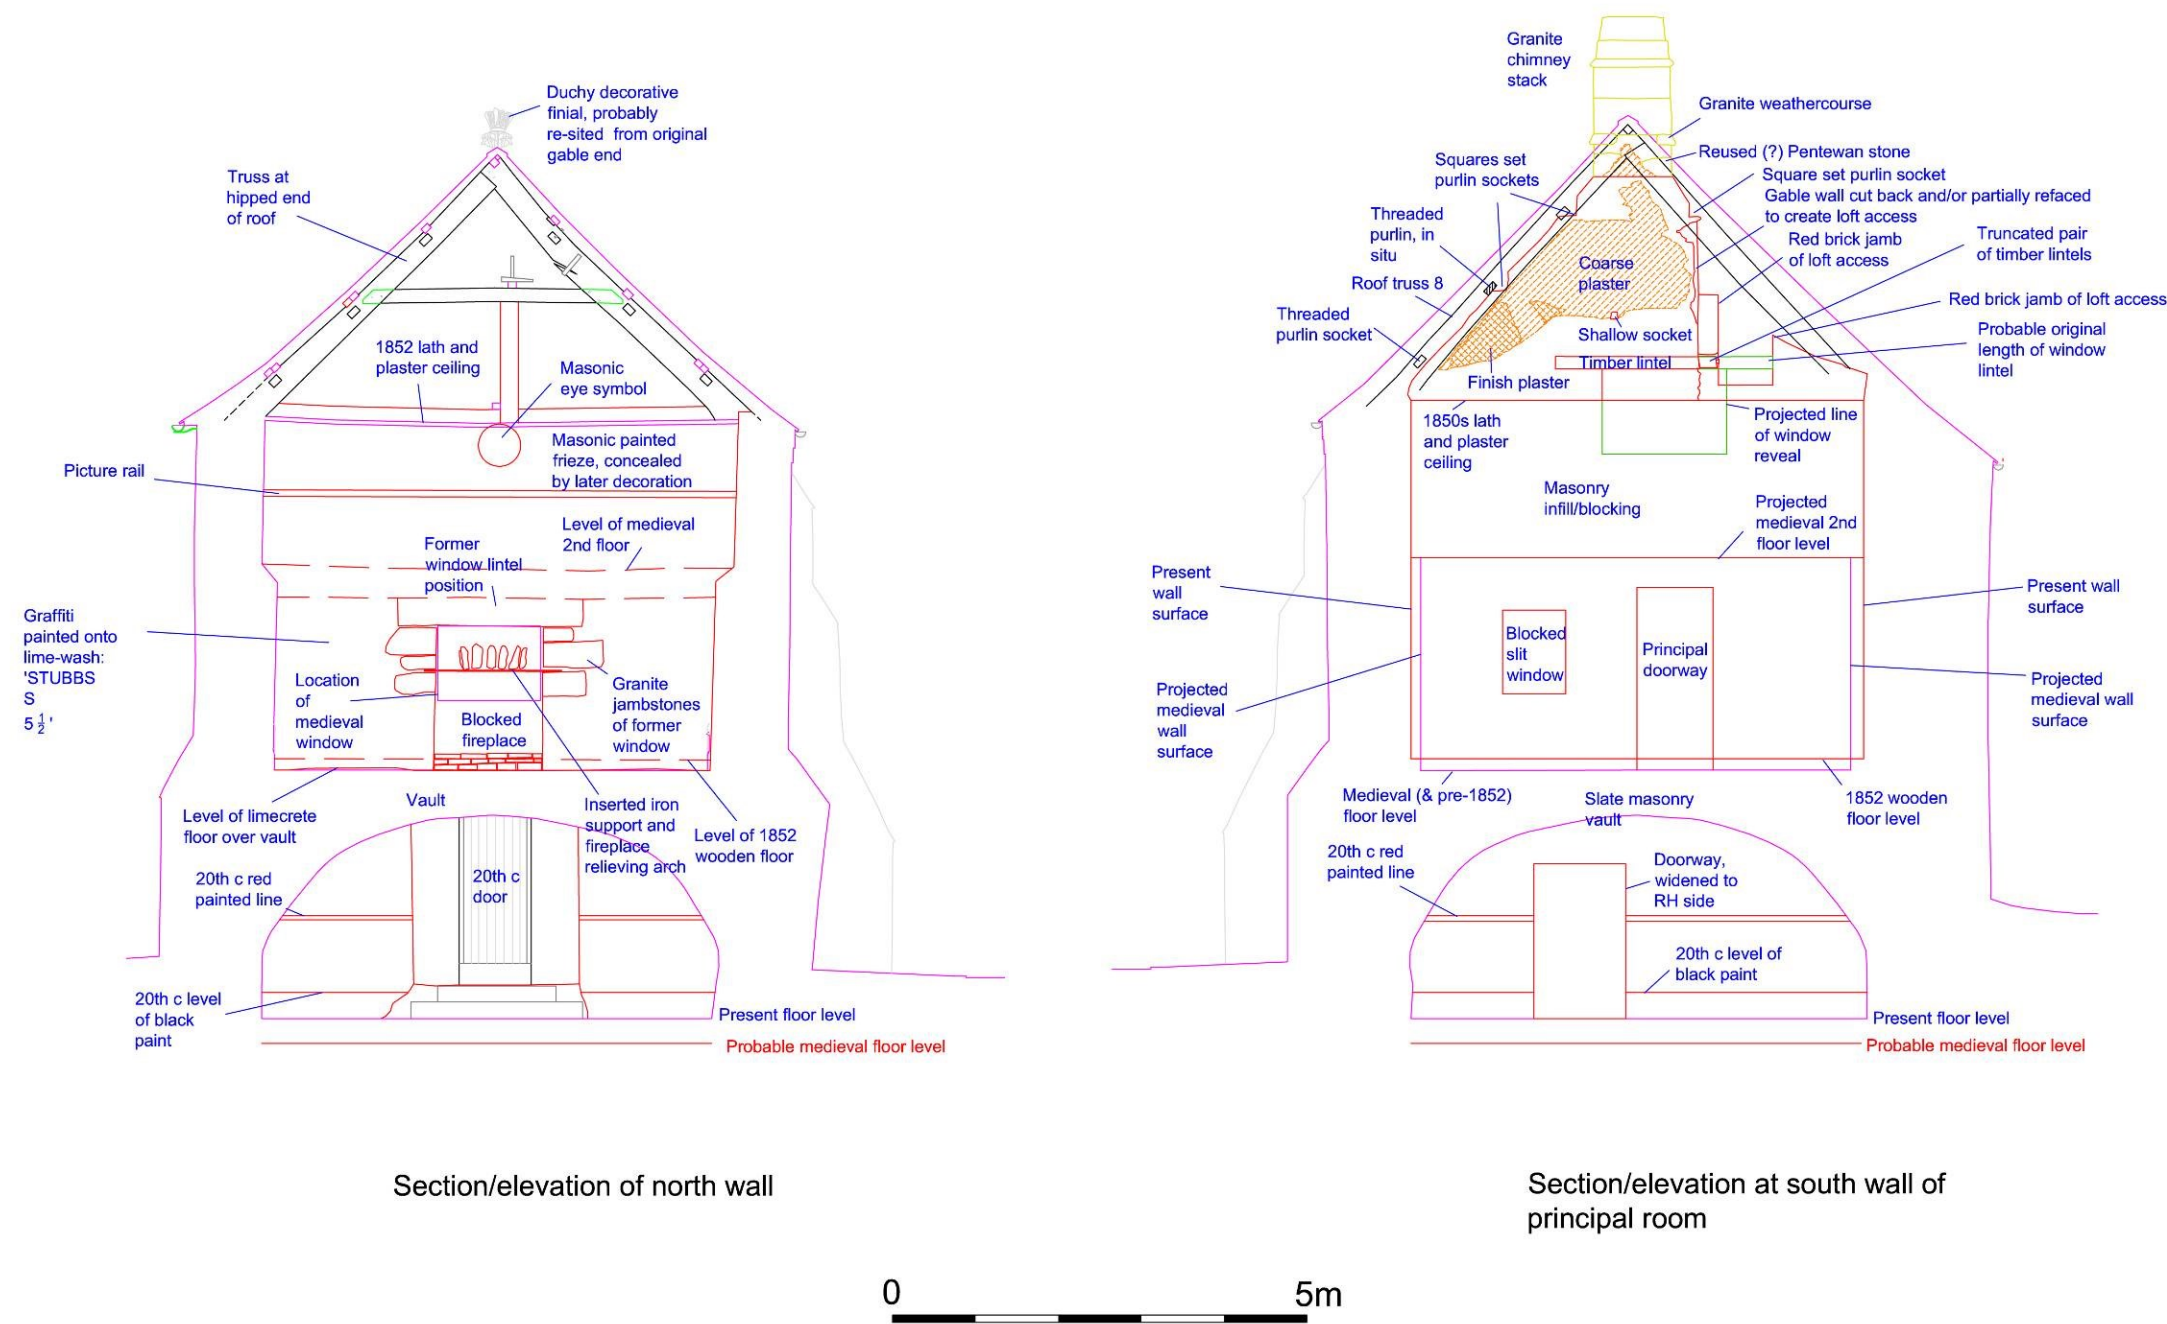 Duchy decorative
finial, probably
re-sited from original
gable end
Truss at
hipped end
of roof
1852 lath and
plaster ceiling
Masonic
eye symbol
Masonic painted
frieze, concealed
by later decoration
Picture rail
Level of medieval
2nd floor
Former
window lintel
position
Graffiti
painted onto
lime-wash:
'STUBBS
S
5 1/2 '
Location
of
medieval
window
Granite
jambstones
of former
window
Blocked
fireplace
Vault
Level of limecrete
floor over vault
Inserted iron
support and
fireplace
relieving arch
Level of 1852
wooden floor
20th c red
painted line
20th c
door
20th c level
of black
paint
Present floor level
Probable medieval floor level
Section/elevation of north wall
Granite
chimney
stack
Granite weathercourse
Reused (?) Pentewan stone
Squares set
purlin sockets
Square set purlin socket
Gable wall cut back and/or partially refaced
to create loft access
Threaded
purlin, in
situ
Red brick jamb
of loft access
Truncated pair
of timber lintels
Coarse
plaster
Roof truss 8
Red brick jamb of loft access
Threaded
purlin socket
Shallow socket
Probable original
length of window
lintel
Timber lintel
Finish plaster
1850s lath
and plaster
ceiling
Projected line
of window
reveal
Masonry
infill/blocking
Projected
medieval 2nd
floor level
Present
wall
surface
Present wall
surface
Blocked
slit
window
Principal
doorway
Projected
medieval
wall
surface
Projected
medieval wall
surface
Medieval (& pre-1852)
floor level
Slate masonry
vault
1852 wooden
floor level
20th c red
painted line
Doorway,
widened to
RH side
20th c level of
black paint
Present floor level
Probable medieval floor level
Section/elevation at south wall of
principal room
0 5m